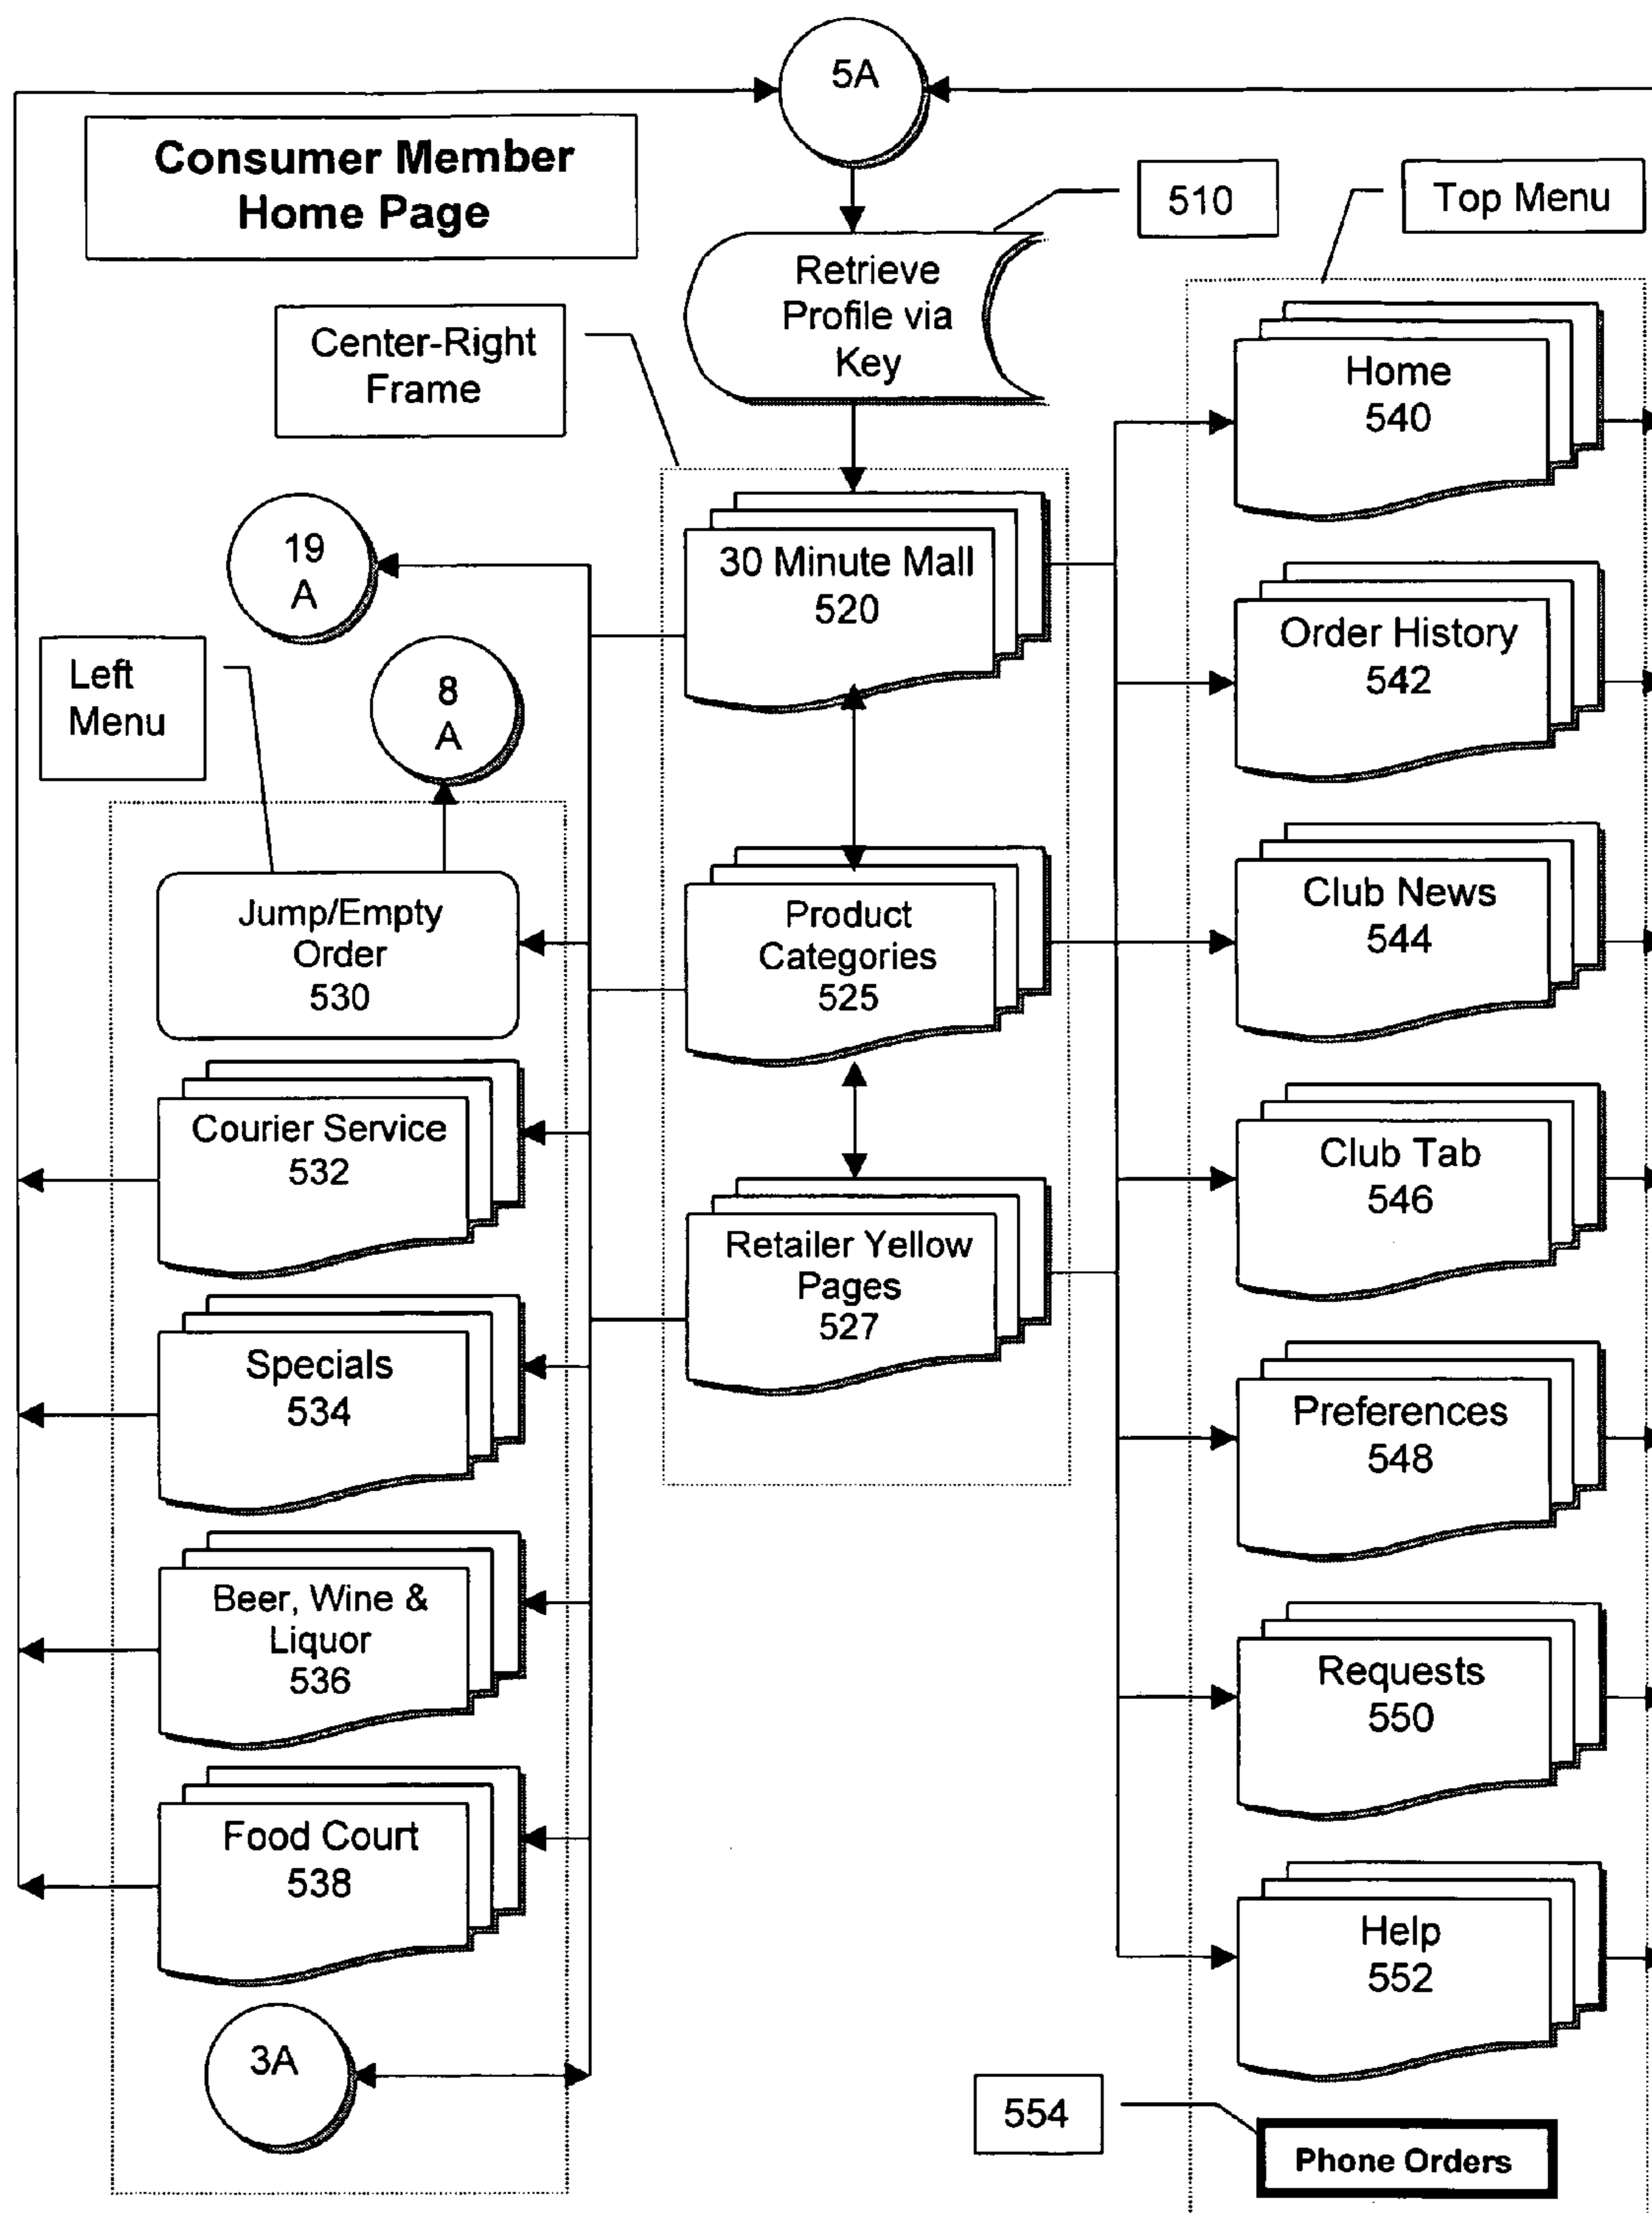 5A
Consumer Member
Home Page
510
Top Menu
Retrieve
Profile via
Key
Center-Right
Frame
Home
540
19
A
30 Minute Mall
520
Order History
542
Left
Menu
8
A
Jump/Empty
Order
530
Product
Categories
525
Club News
544
Courier Service
532
Club Tab
546
Retailer Yellow
Pages
527
Specials
534
Preferences
548
Beer, Wine &
Liquor
536
Requests
550
Food Court
538
Help
552
3A
554
Phone Orders